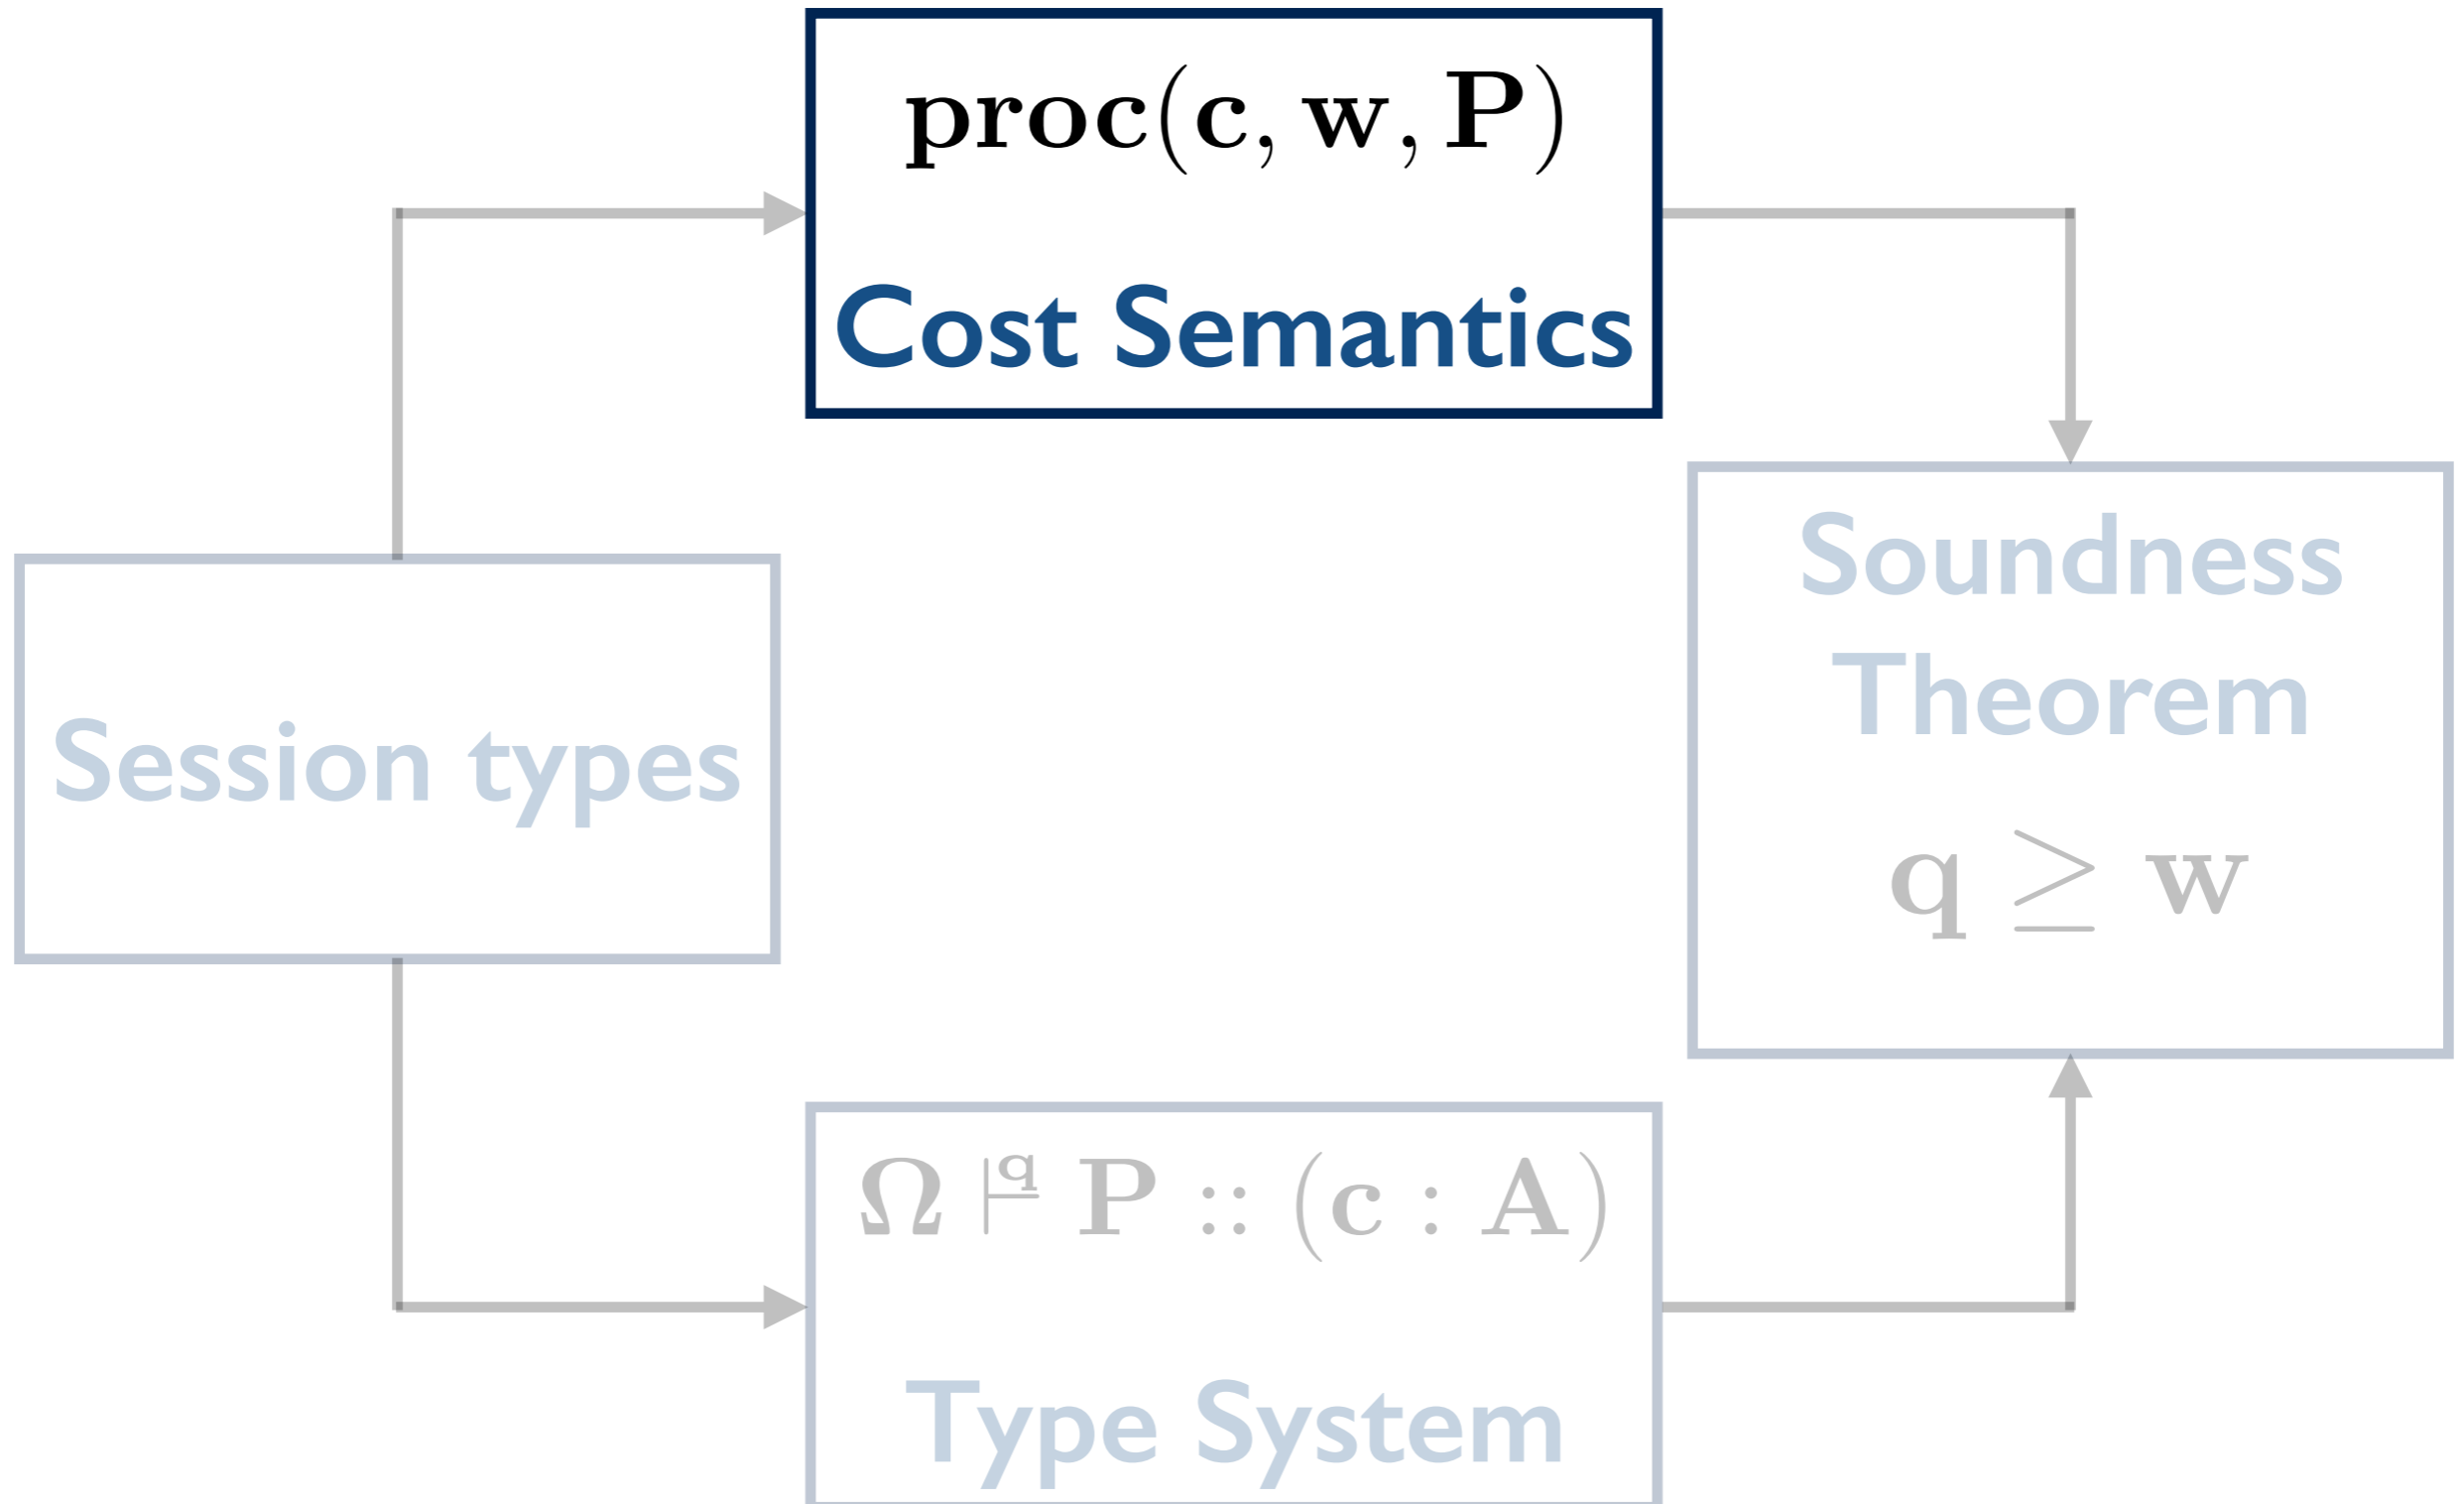 proc(c, w, P)
Cost Semantics
Session types
Soundness
Theorem
q ≥ w
Ω ⊢^q P :: (c : A)
Type System